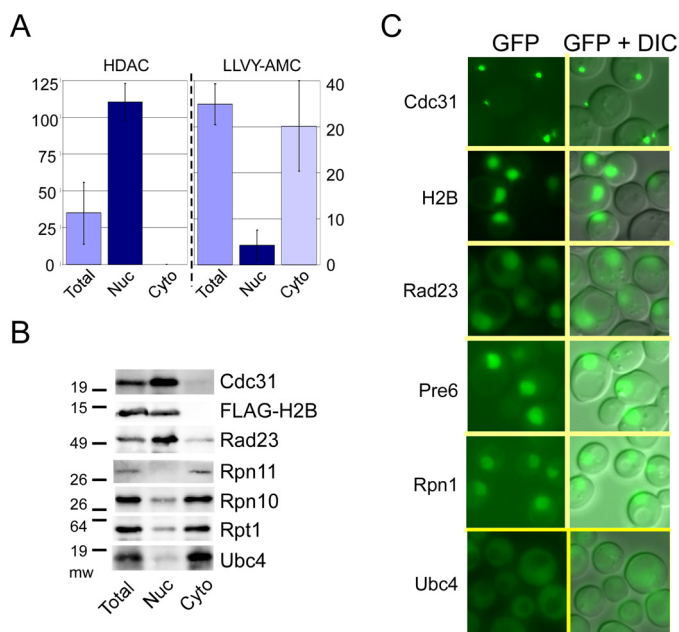 A
HDAC LLVY-AMC
125 40
100 20
75 20
50 10
25
0 0
Total Nuc Cyto Total Nuc Cyto
B
19 Cdc31
15 FLAG-H2B
49 Rad23
26 Rpn11
26 Rpn10
64 Rpt1
19 Ubc4
mw
Total Nuc Cyto
C
GFP GFP + DIC
Cdc31
H2B
Rad23
Pre6
Rpn1
Ubc4